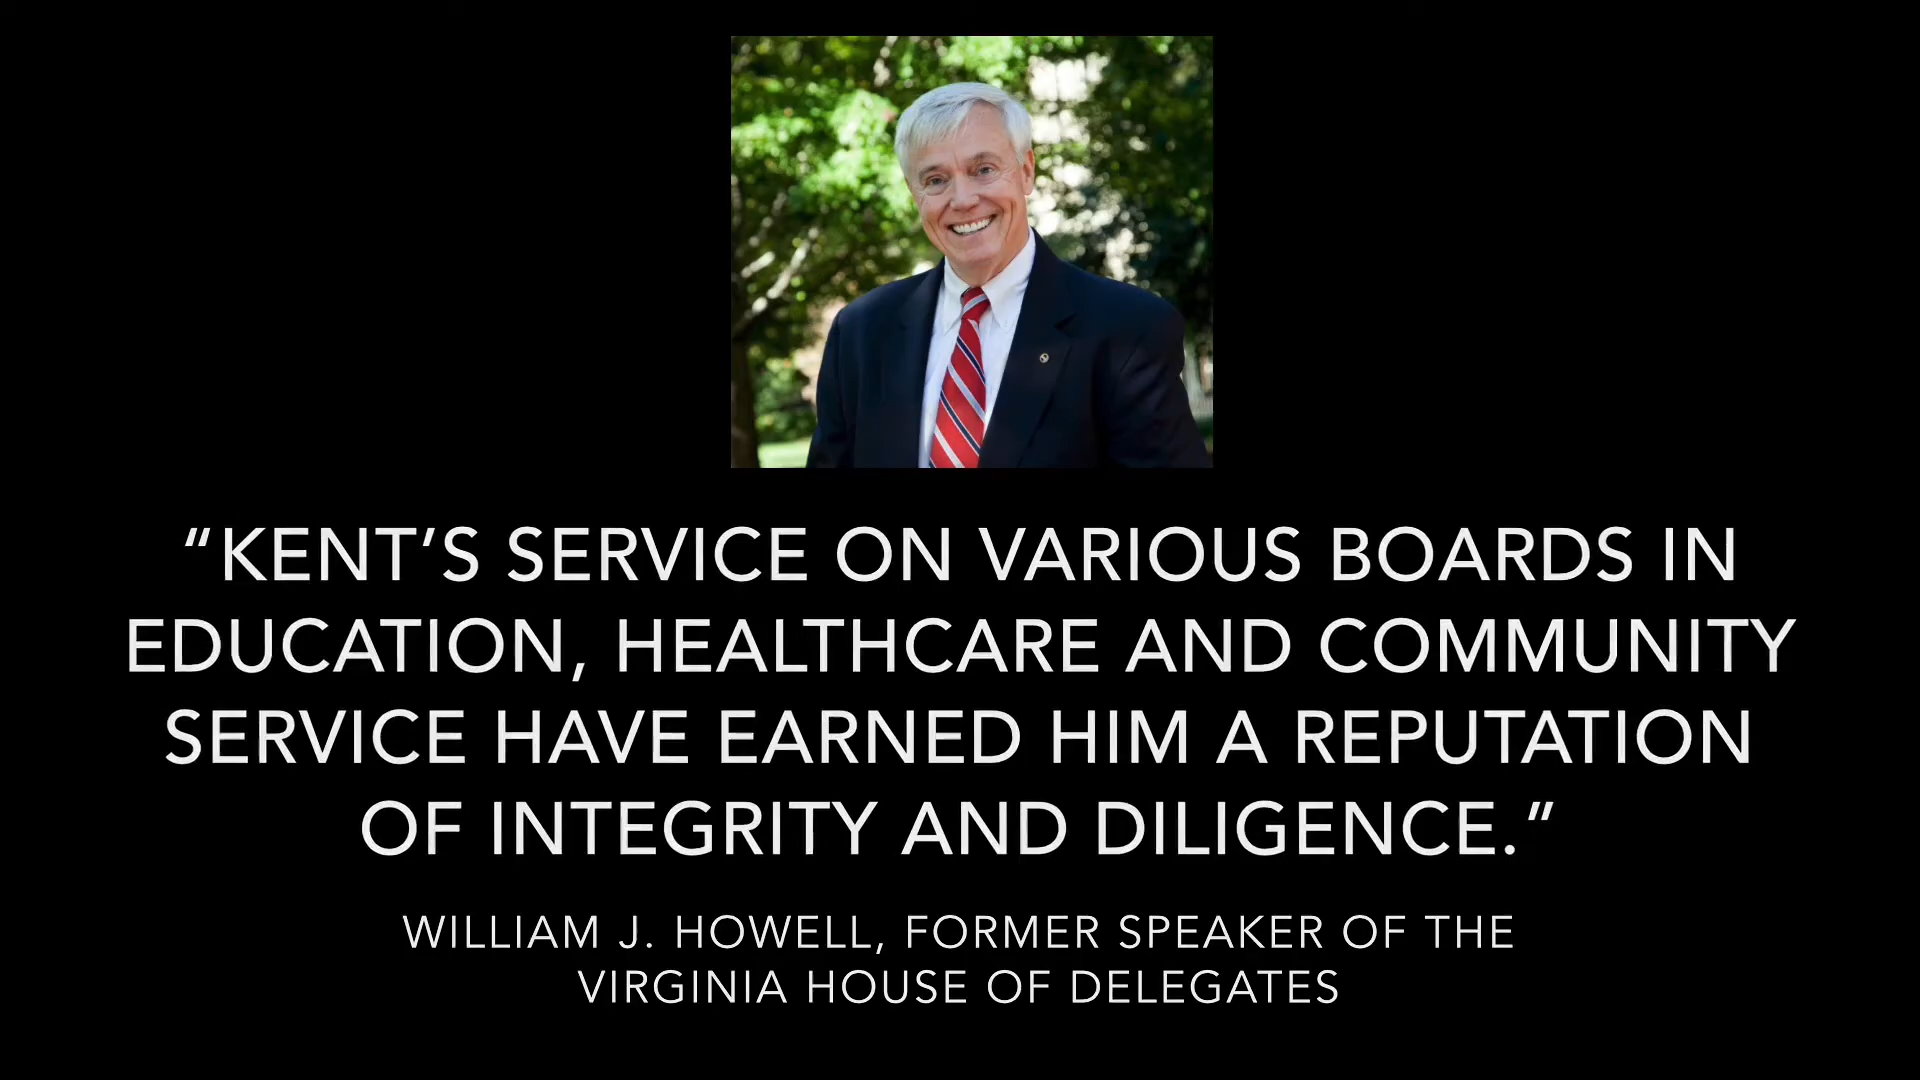 “KENT’S SERVICE ON VARIOUS BOARDS IN
EDUCATION, HEALTHCARE AND COMMUNITY
SERVICE HAVE EARNED HIM A REPUTATION
OF INTEGRITY AND DILIGENCE.”
WILLIAM J. HOWELL, FORMER SPEAKER OF THE
VIRGINIA HOUSE OF DELEGATES